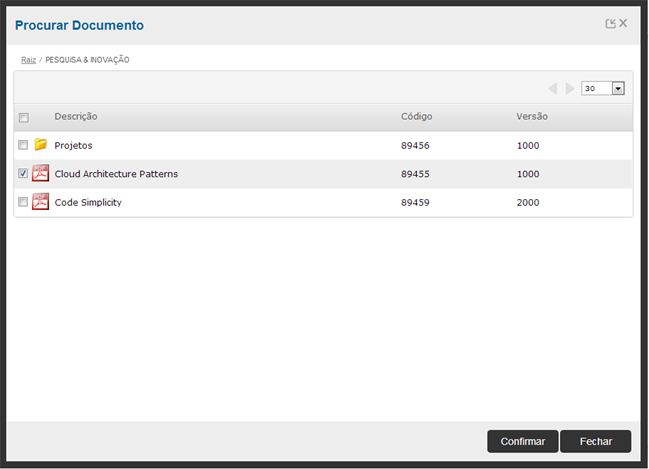 Procurar Documento
Raiz / PESQUISA & INOVAÇÃO
30
Descrição Código Versão
Projetos 89456 1000
Cloud Architecture Patterns 89455 1000
Code Simplicity 89459 2000
Confirmar Fechar